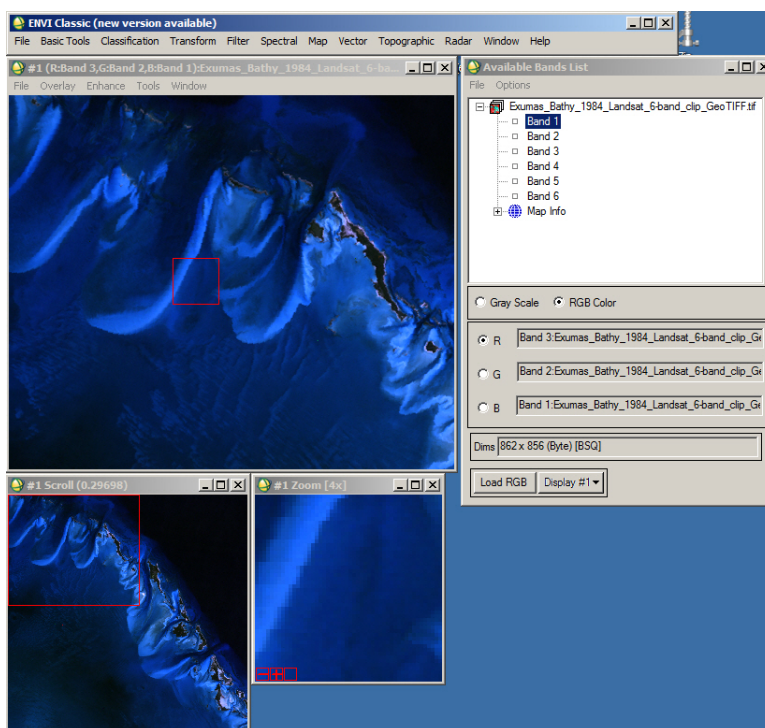 ENVI Classic (new version available)
File Basic Tools Classification Transform Filter Spectral Map Vector Topographic Radar Window Help
#1 (R:Band 3,G:Band 2,B:Band 1):Exumas_Bathy_1984_Landsat_6-ba...
File Overlay Enhance Tools Window
Available Bands List
File Options
Exumas_Bathy_1984_Landsat_6-band_clip_GeoTIFF.tif
Band 1
Band 2
Band 3
Band 4
Band 5
Band 6
Map Info
Gray Scale RGB Color
R Band 3:Exumas_Bathy_1984_Landsat_6-band_clip_Ge
G Band 2:Exumas_Bathy_1984_Landsat_6-band_clip_Ge
B Band 1:Exumas_Bathy_1984_Landsat_6-band_clip_Ge
Dims 862 x 856 (Byte) [BSQ]
Load RGB Display #1
#1 Scroll (0.29698)
#1 Zoom [4x]